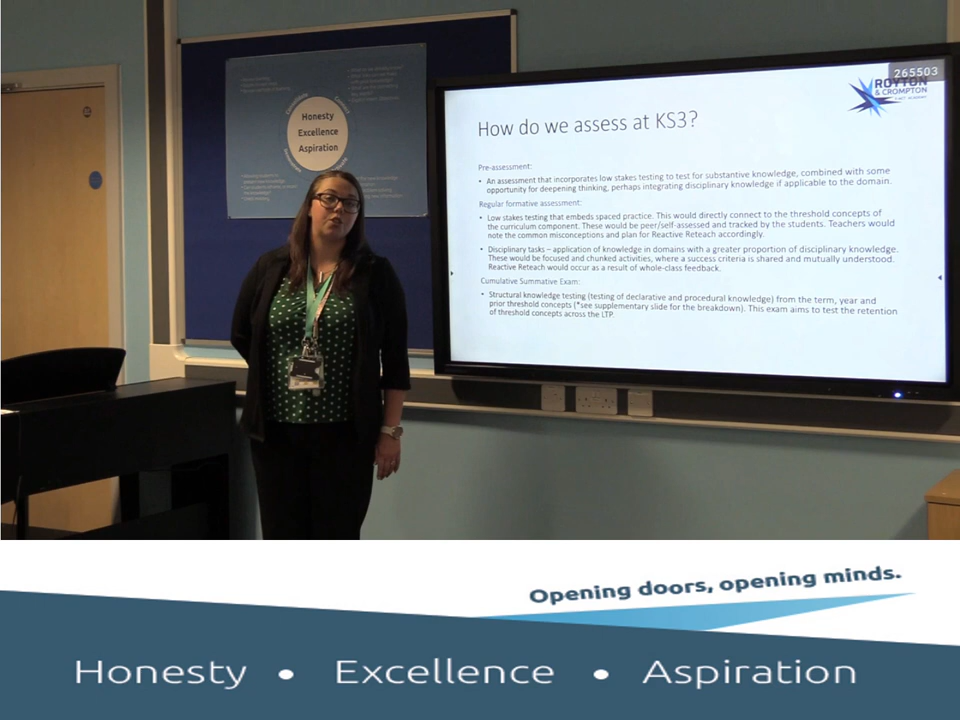 Honesty
Excellence
Aspiration
265503
ROYTON
& CROMPTON
How do we assess at KS3?
Pre-assessment:
• An assessment that incorporates low stakes testing to test for substantive knowledge, combined with some
opportunity for deepening thinking, perhaps integrating disciplinary knowledge if applicable to the domain.
Regular formative assessment:
• Low stakes testing that embeds spaced practice. This would directly connect to the threshold concepts of
the curriculum component. These would be peer/self-assessed and tracked by the students. Teachers would
note the common misconceptions and plan for Reactive Reteach accordingly.
• Disciplinary tasks – application of knowledge in domains with a greater proportion of disciplinary knowledge.
These would be focused and chunked activities, where a success criteria is shared and mutually understood.
Reactive Reteach would occur as a result of whole-class feedback.
Cumulative Summative Exam:
• Structural knowledge testing (testing of declarative and procedural knowledge) from the term, year and
prior threshold concepts (*see supplementary slide for the breakdown). This exam aims to test the retention
of threshold concepts across the LTP.
Opening doors, opening minds.
Honesty • Excellence • Aspiration